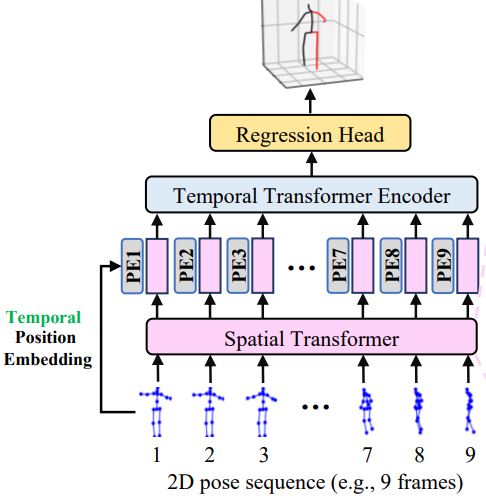 Regression Head
Temporal Transformer Encoder
PE1 PE2 PE3 ... PE7 PE8 PE9
Temporal
Position
Embedding
Spatial Transformer
...
1 2 3 7 8 9
2D pose sequence (e.g., 9 frames)